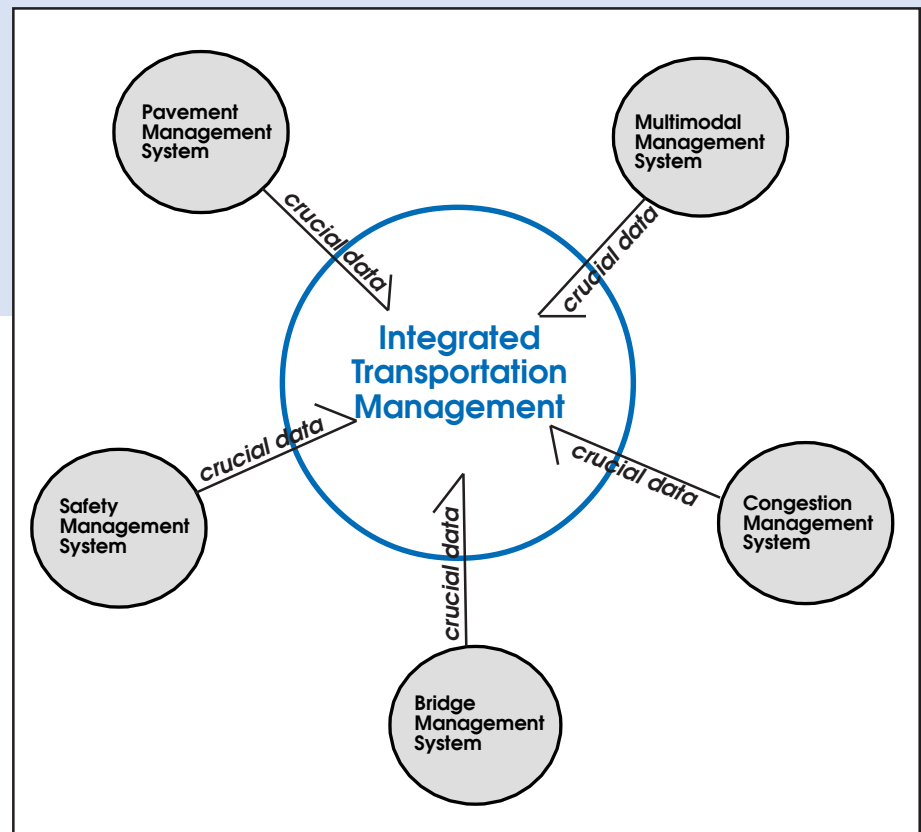 Pavement
Management
System
Multimodal
Management
System
crucial data
crucial data
Integrated
Transportation
Management
crucial data
crucial data
Safety
Management
System
Congestion
Management
System
crucial data
Bridge
Management
System